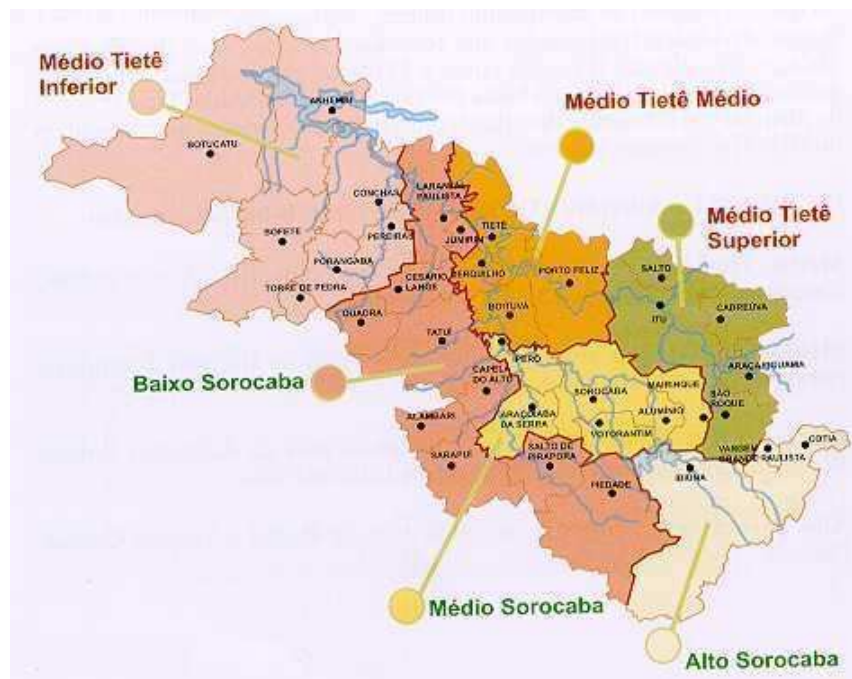 Médio Tietê
Inferior
Médio Tietê Médio
Médio Tietê
Superior
ANHEMBI
BOTUCATU
CONCHAS
LARANJAL
PAULISTA
BOFETE
PEREIRAS
JUMIRIM
TIETÊ
PORANGABA
CESÁRIO
LANGE
CERQUILHO
PORTO FELIZ
SALTO
TORRE DE PEDRA
CABREÚVA
QUADRA
BOITUVA
ITU
TATUÍ
IPERÓ
Baixo Sorocaba
CAPELA
DO ALTO
SOROCABA
MAIRINQUE
ARAÇARIGUAMA
ALAMBARI
ARAÇOIABA
DA SERRA
VOTORANTIM
ALUMÍNIO
SÃO
ROQUE
SARAPUÍ
SALTO DE
PIRAPORA
VARGEM
GRANDE PAULISTA
COTIA
PIEDADE
IBIÚNA
Médio Sorocaba
Alto Sorocaba